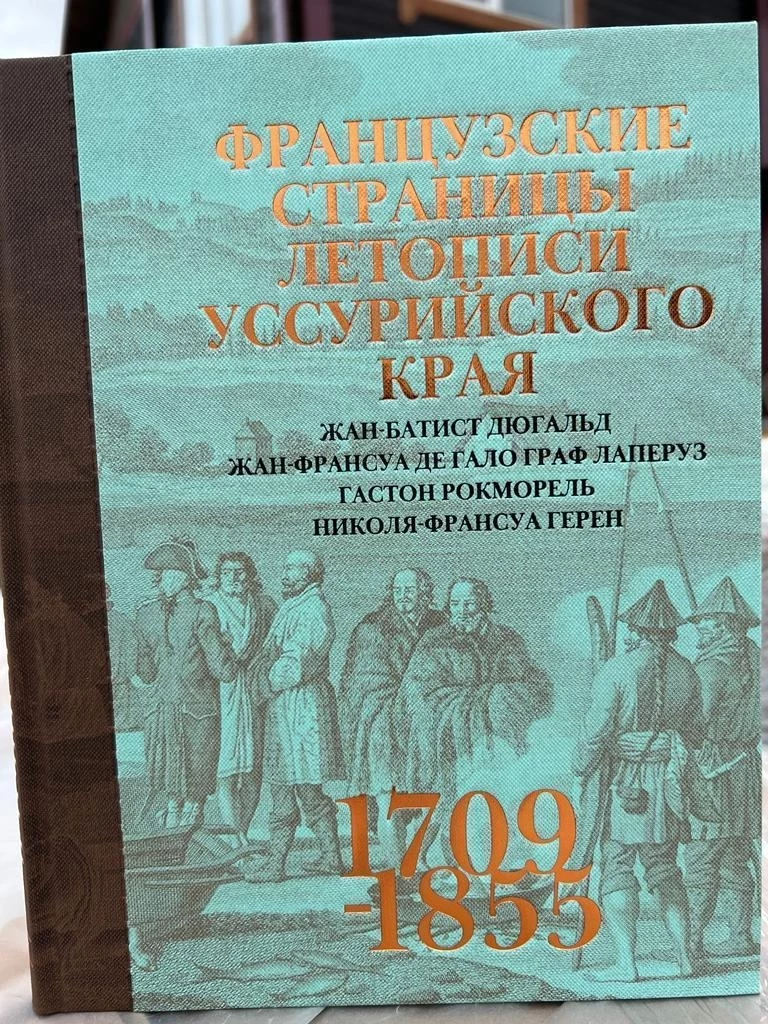 ФРАНЦУЗСКИЕ
СТРАНИЦЫ
ЛЕТОПИСИ
УССУРИЙСКОГО
КРАЯ
ЖАН-БАТИСТ ДЮГАЛЬД
ЖАН-ФРАНСУА ДЕ ГАЛО ГРАФ ЛАПЕРУЗ
ГАСТОН РОКМОРЕЛЬ
НИКОЛЯ-ФРАНСУА ГЕРЕН
1709
-1855